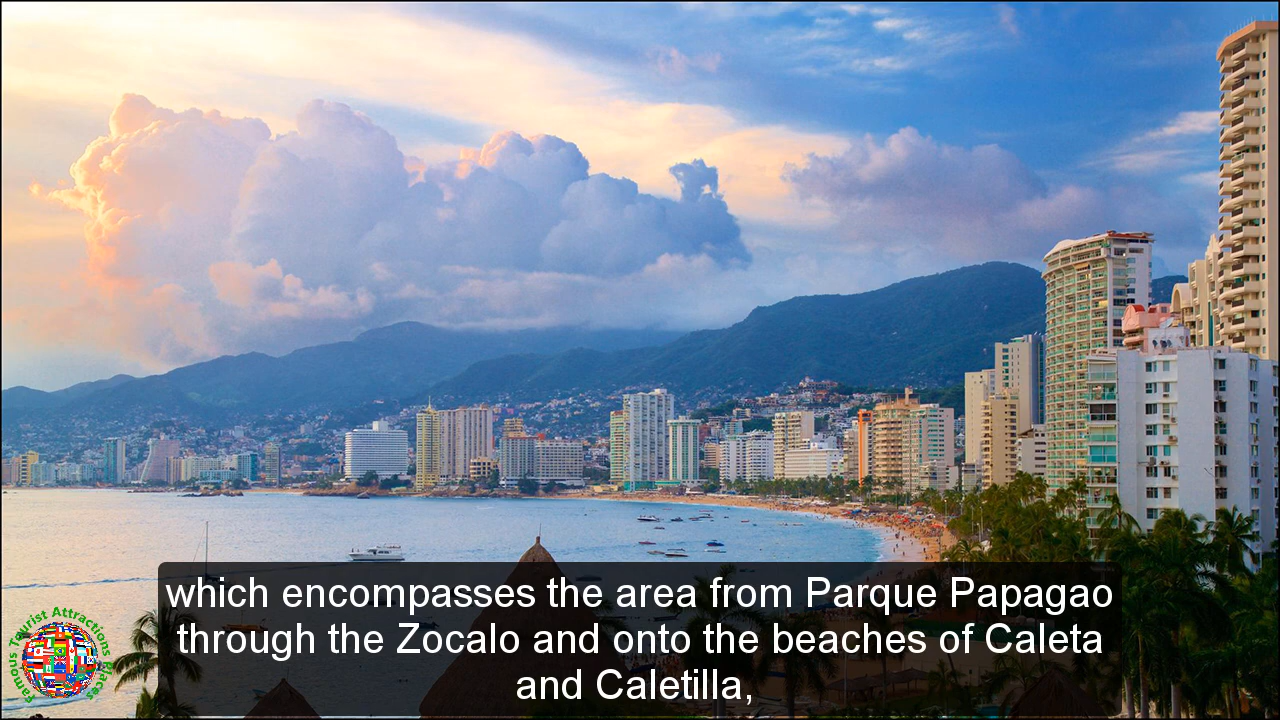 which encompasses the area from Parque Papagao
through the Zocalo and onto the beaches of Caleta
and Caletilla,
Famous Tourist Attractions Places